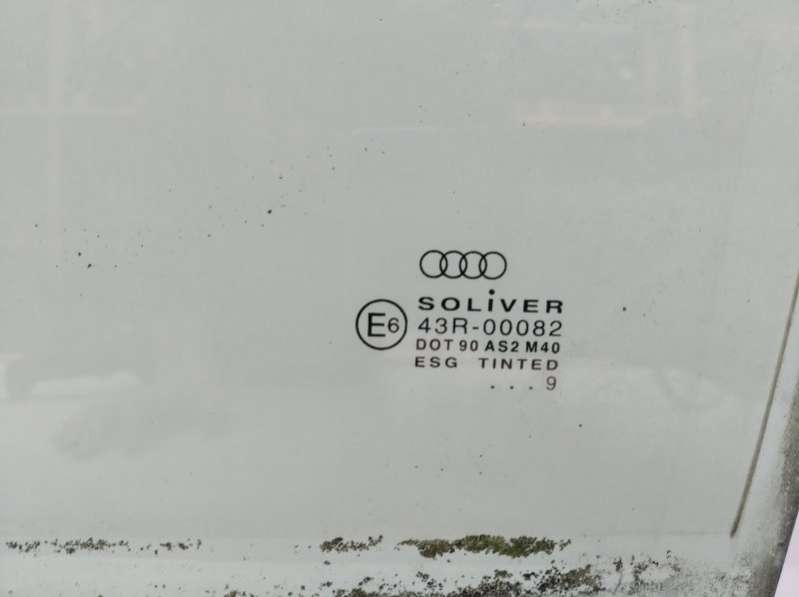 SOLiVER
E6 43R-00082
DOT 90 AS2 M40
ESG TINTED
. . . 9